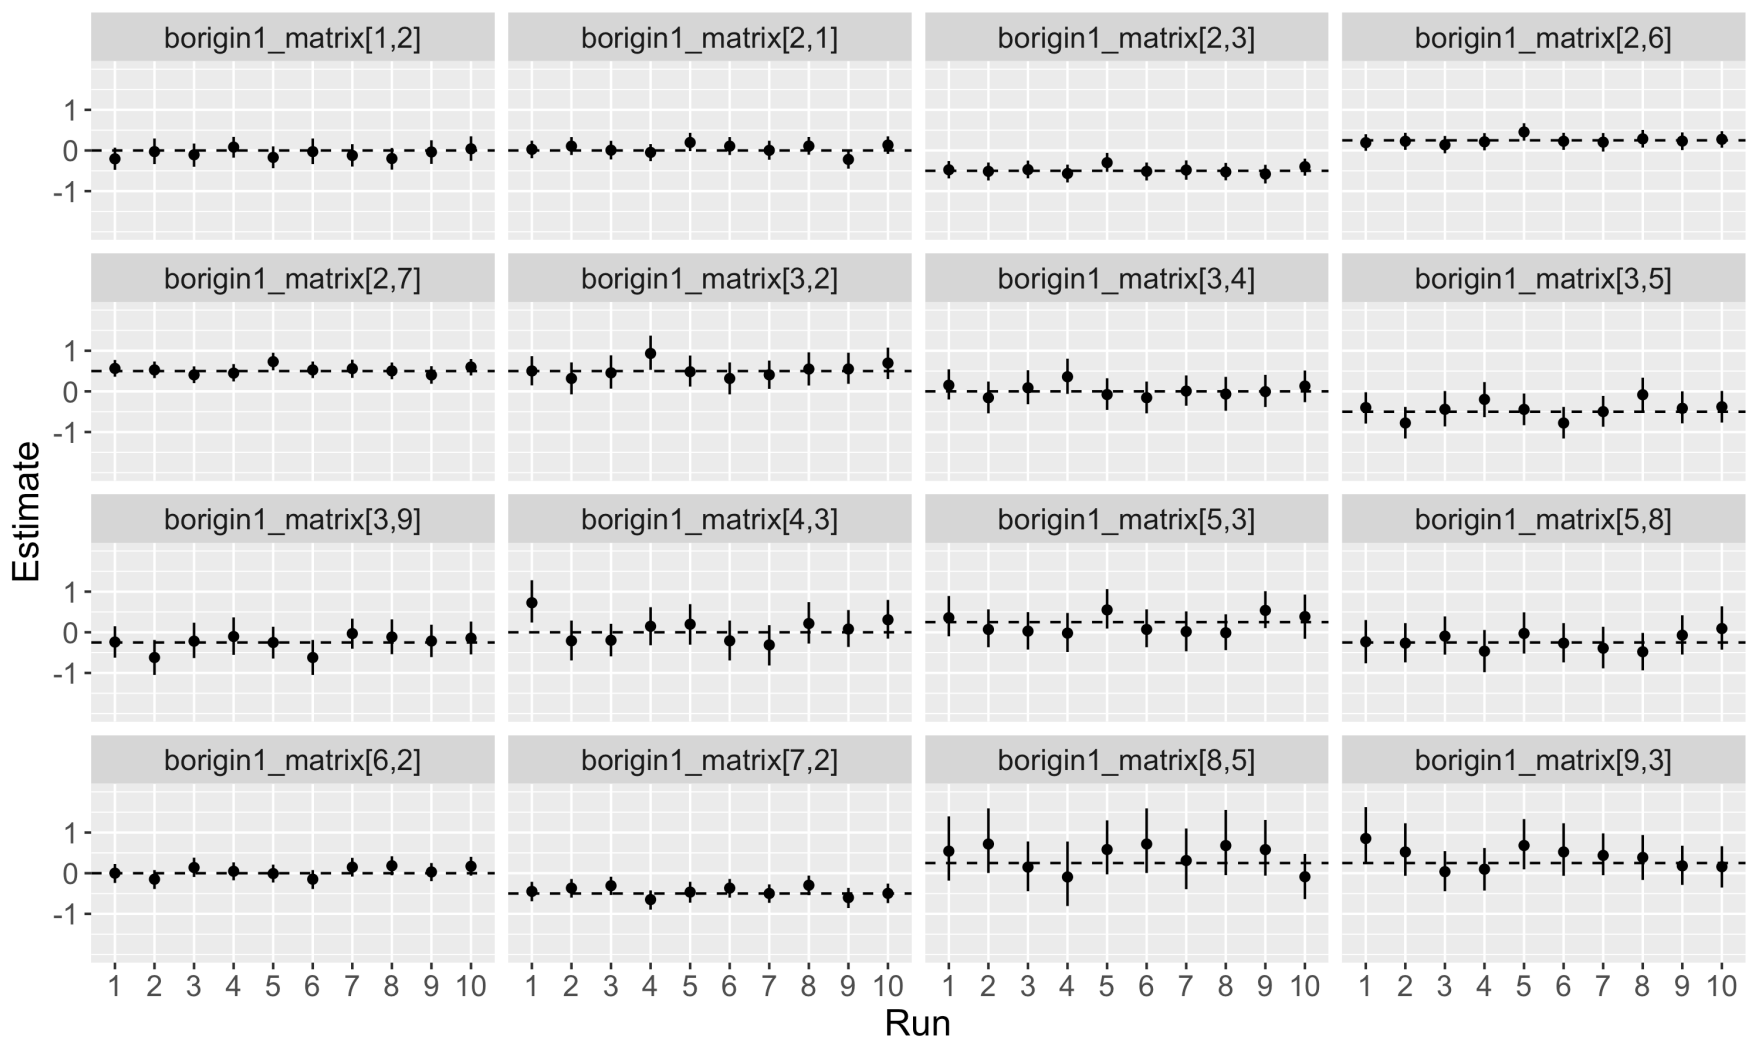 borigin1_matrix[1,2] borigin1_matrix[2,1] borigin1_matrix[2,3] borigin1_matrix[2,6]
1
0
-1
borigin1_matrix[2,7] borigin1_matrix[3,2] borigin1_matrix[3,4] borigin1_matrix[3,5]
1
0
-1
Estimate
borigin1_matrix[3,9] borigin1_matrix[4,3] borigin1_matrix[5,3] borigin1_matrix[5,8]
1
0
-1
borigin1_matrix[6,2] borigin1_matrix[7,2] borigin1_matrix[8,5] borigin1_matrix[9,3]
1
0
-1
1 2 3 4 5 6 7 8 9 10 1 2 3 4 5 6 7 8 9 10 1 2 3 4 5 6 7 8 9 10 1 2 3 4 5 6 7 8 9 10
Run